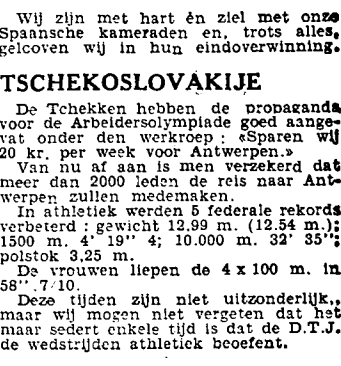 Wij zijn met hart èn ziel met onze
Spaansche kameraden en, trots alles,
gelooven wij in hun eindoverwinning.
TSCHEKOSLOVAKIJE
De Tchekken hebben de propaganda
voor de Arbeidersolympiade goed aange-
vat onder den werkroep : «Sparen wij
20 kr. per week voor Antwerpen.»
Van nu af aan is men verzekerd dat
meer dan 2000 leden de reis naar Ant-
werpen zullen medemaken.
In athletiek werden 5 federale rekords
verbeterd : gewicht 12.99 m. (12.54 m.);
1500 m. 4' 19'' 4; 10.000 m. 32' 35'';
polstok 3,25 m.
De vrouwen liepen de 4 x 100 m. in
58''.7/10.
Deze tijden zijn niet uitzonderlijk,
maar wij mogen niet vergeten dat het
maar sedert enkele tijd is dat de D.T.J.
de wedstrijden athletiek beoefent.